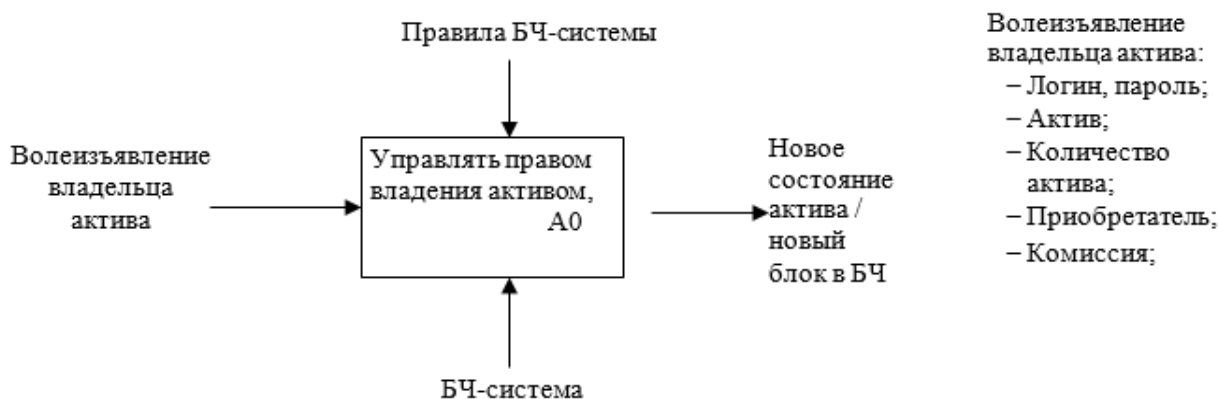 Правила БЧ-системы
Волеизъявление
владельца
актива
Управлять правом
владения активом,
А0
Новое
состояние
актива /
новый
блок в БЧ
БЧ-система
Волеизъявление
владельца актива:
– Логин, пароль;
– Актив;
– Количество
актива;
– Приобретатель;
– Комиссия;